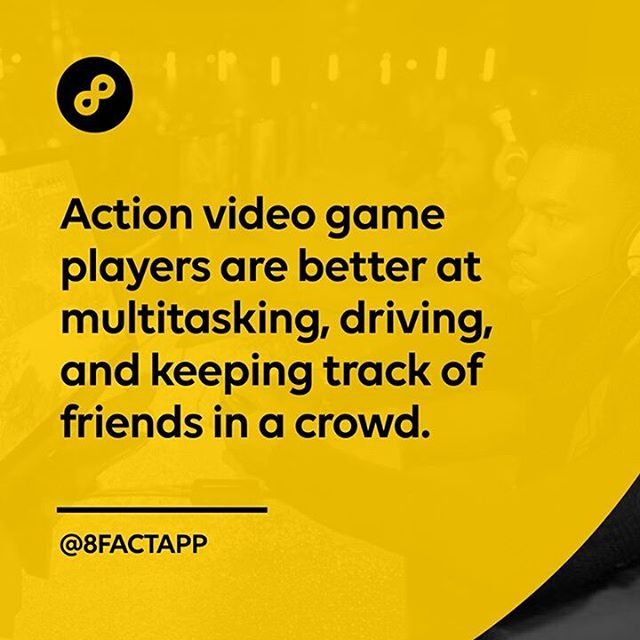 Action video game
players are better at
multitasking, driving,
and keeping track of
friends in a crowd.
@8FACTAPP